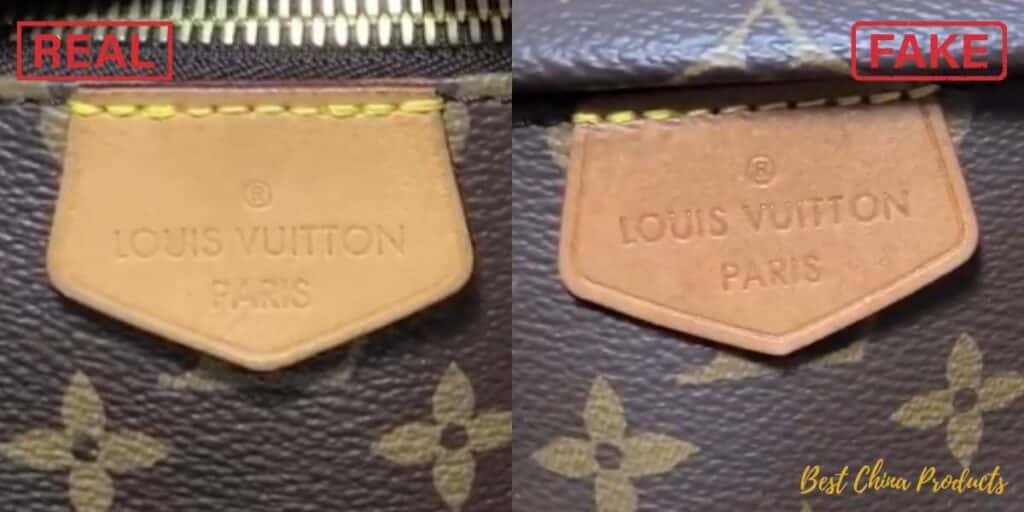 REAL
®
LOUIS VUITTON
PARIS
FAKE
®
LOUIS VUITTON
PARIS
Best China Products